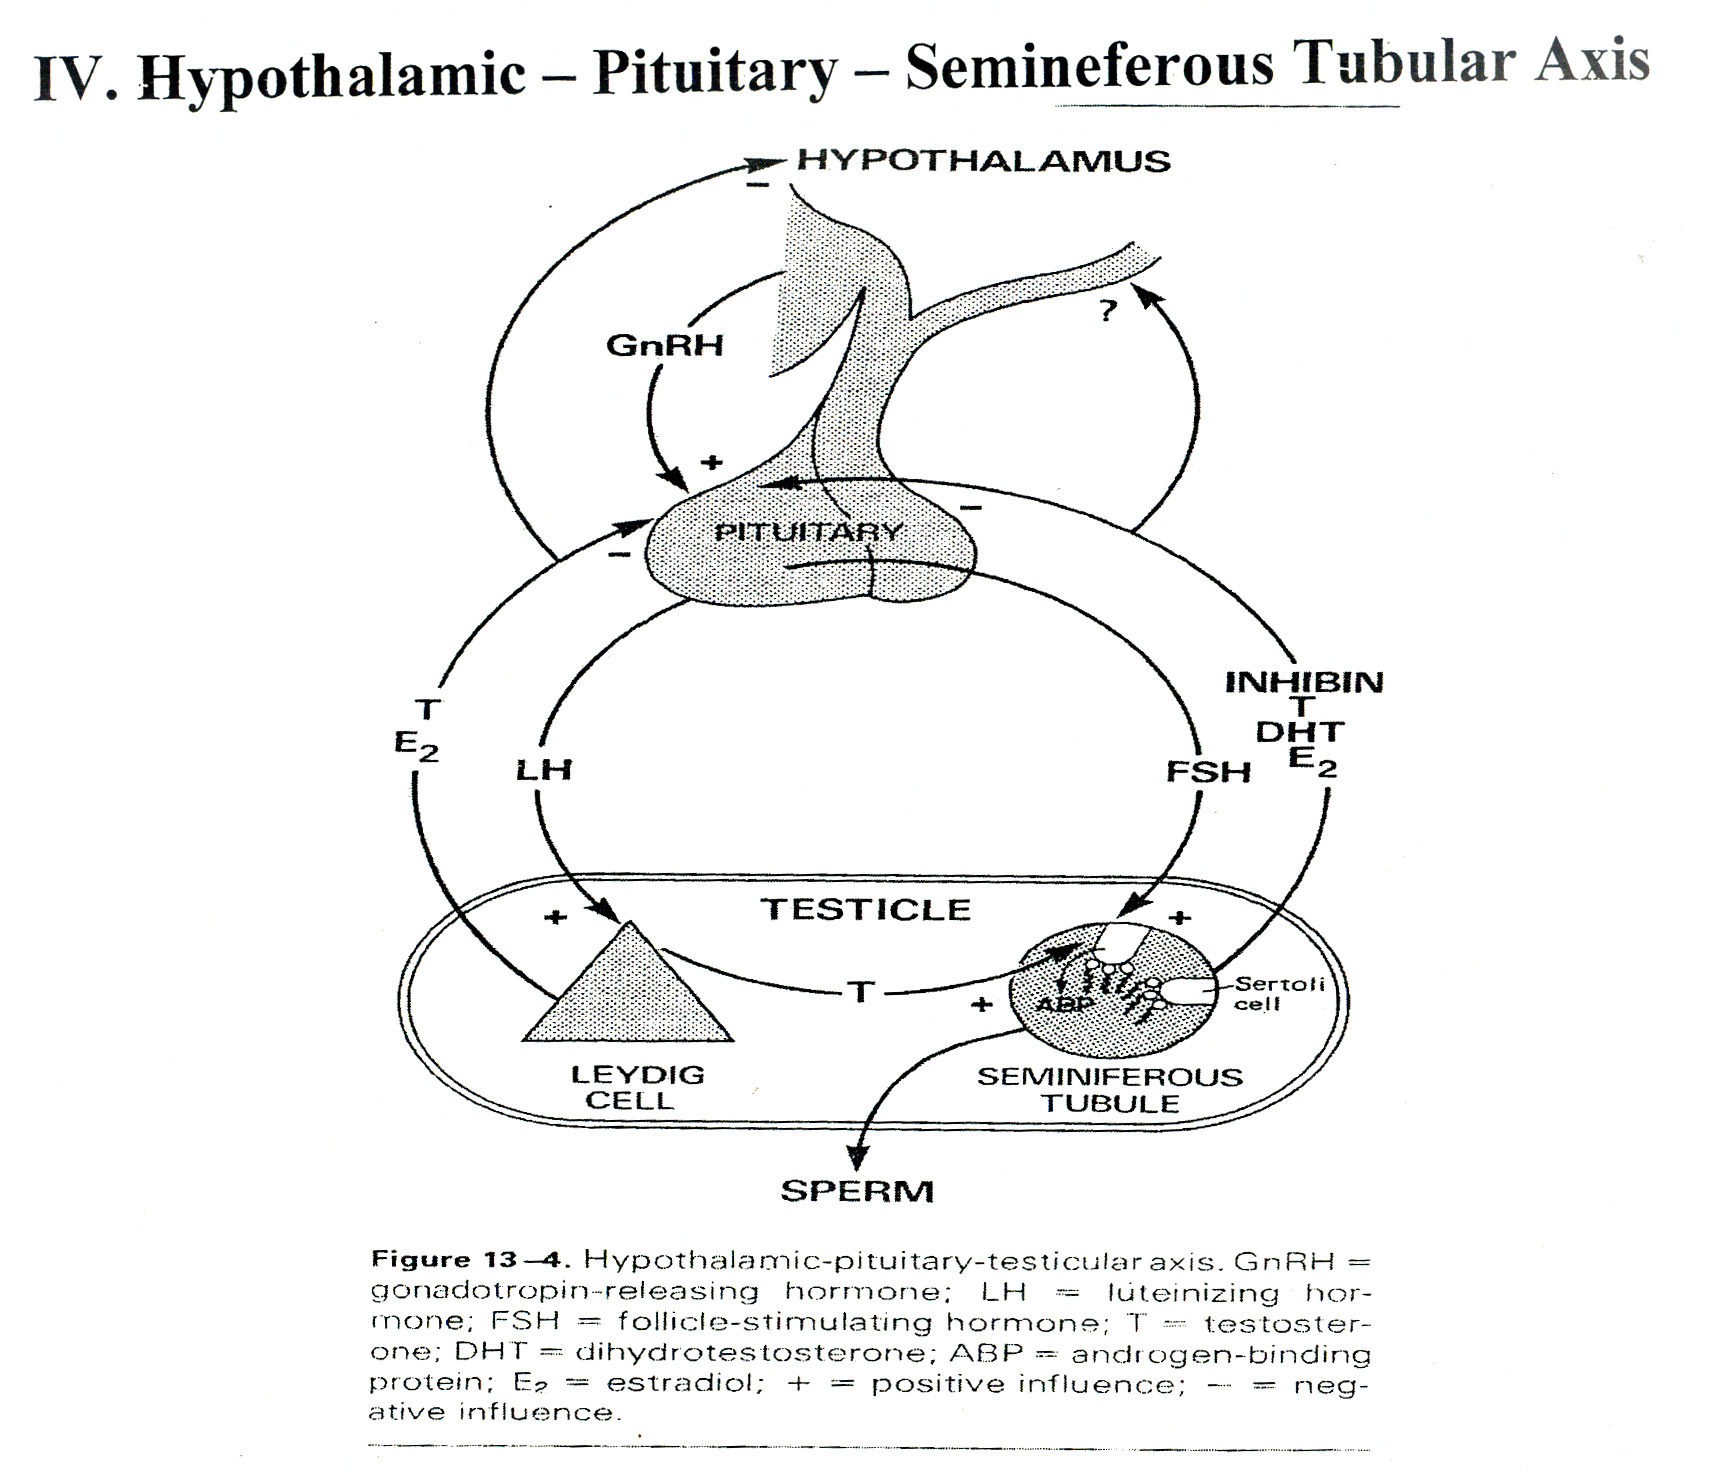 IV. Hypothalamic – Pituitary – Semineferous Tubular Axis
HYPOTHALAMUS
–
?
GnRH
+
–
PITUITARY
–
INHIBIN
T
T
DHT
E2
E2
LH
FSH
TESTICLE
+
+
T
+
ABP
Sertoli
cell
LEYDIG
CELL
SEMINIFEROUS
TUBULE
SPERM
Figure 13–4. Hypothalamic-pituitary-testicular axis. GnRH =
gonadotropin-releasing hormone; LH = luteinizing hor-
mone; FSH = follicle-stimulating hormone; T = testoster-
one; DHT = dihydrotestosterone; ABP = androgen-binding
protein; E2 = estradiol; + = positive influence; – = neg-
ative influence.